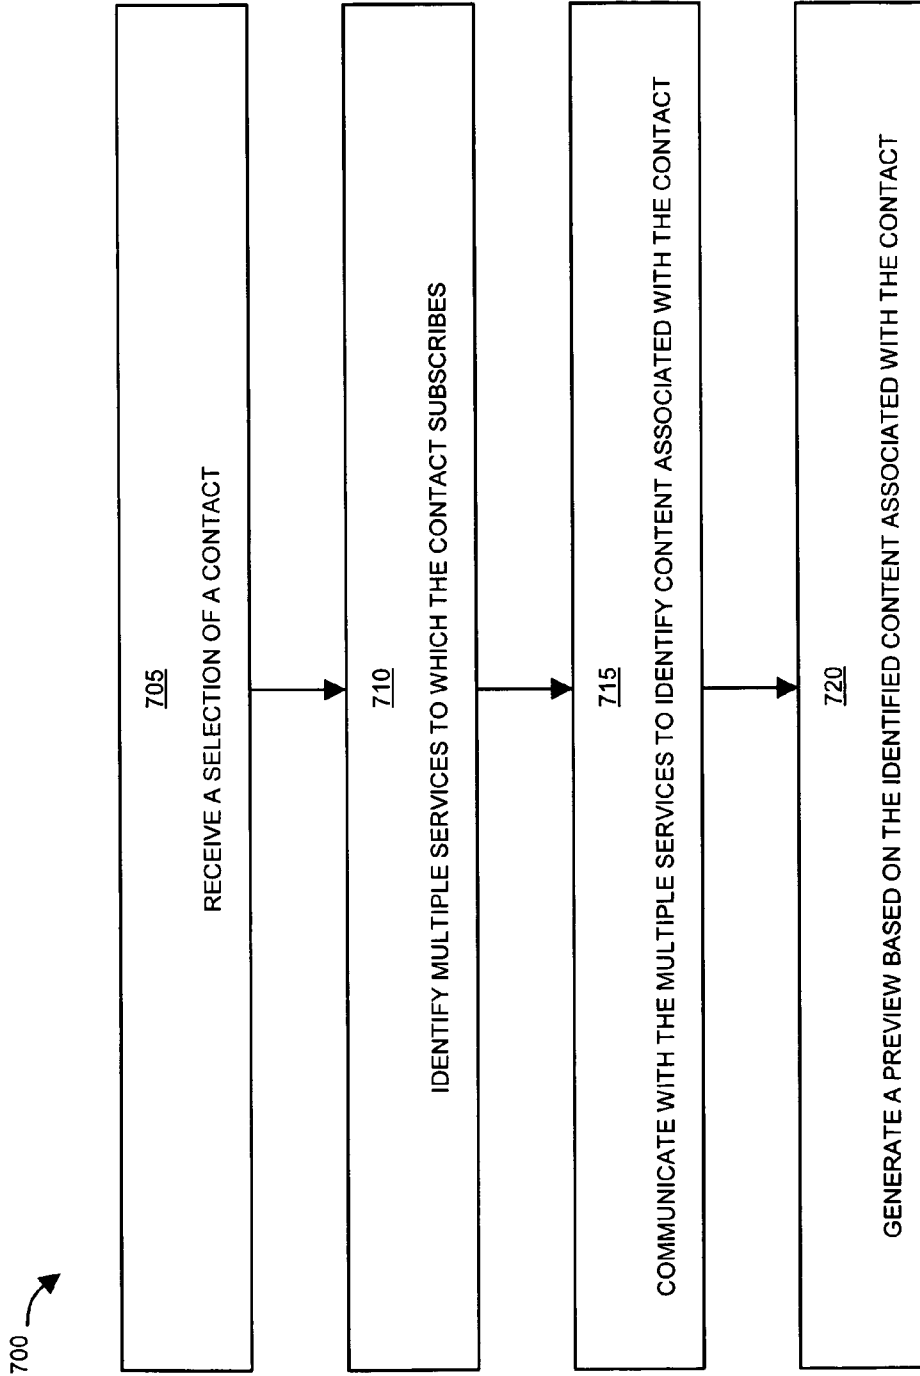 700
705
RECEIVE A SELECTION OF A CONTACT
710
IDENTIFY MULTIPLE SERVICES TO WHICH THE CONTACT SUBSCRIBES
715
COMMUNICATE WITH THE MULTIPLE SERVICES TO IDENTIFY CONTENT ASSOCIATED WITH THE CONTACT
720
GENERATE A PREVIEW BASED ON THE IDENTIFIED CONTENT ASSOCIATED WITH THE CONTACT